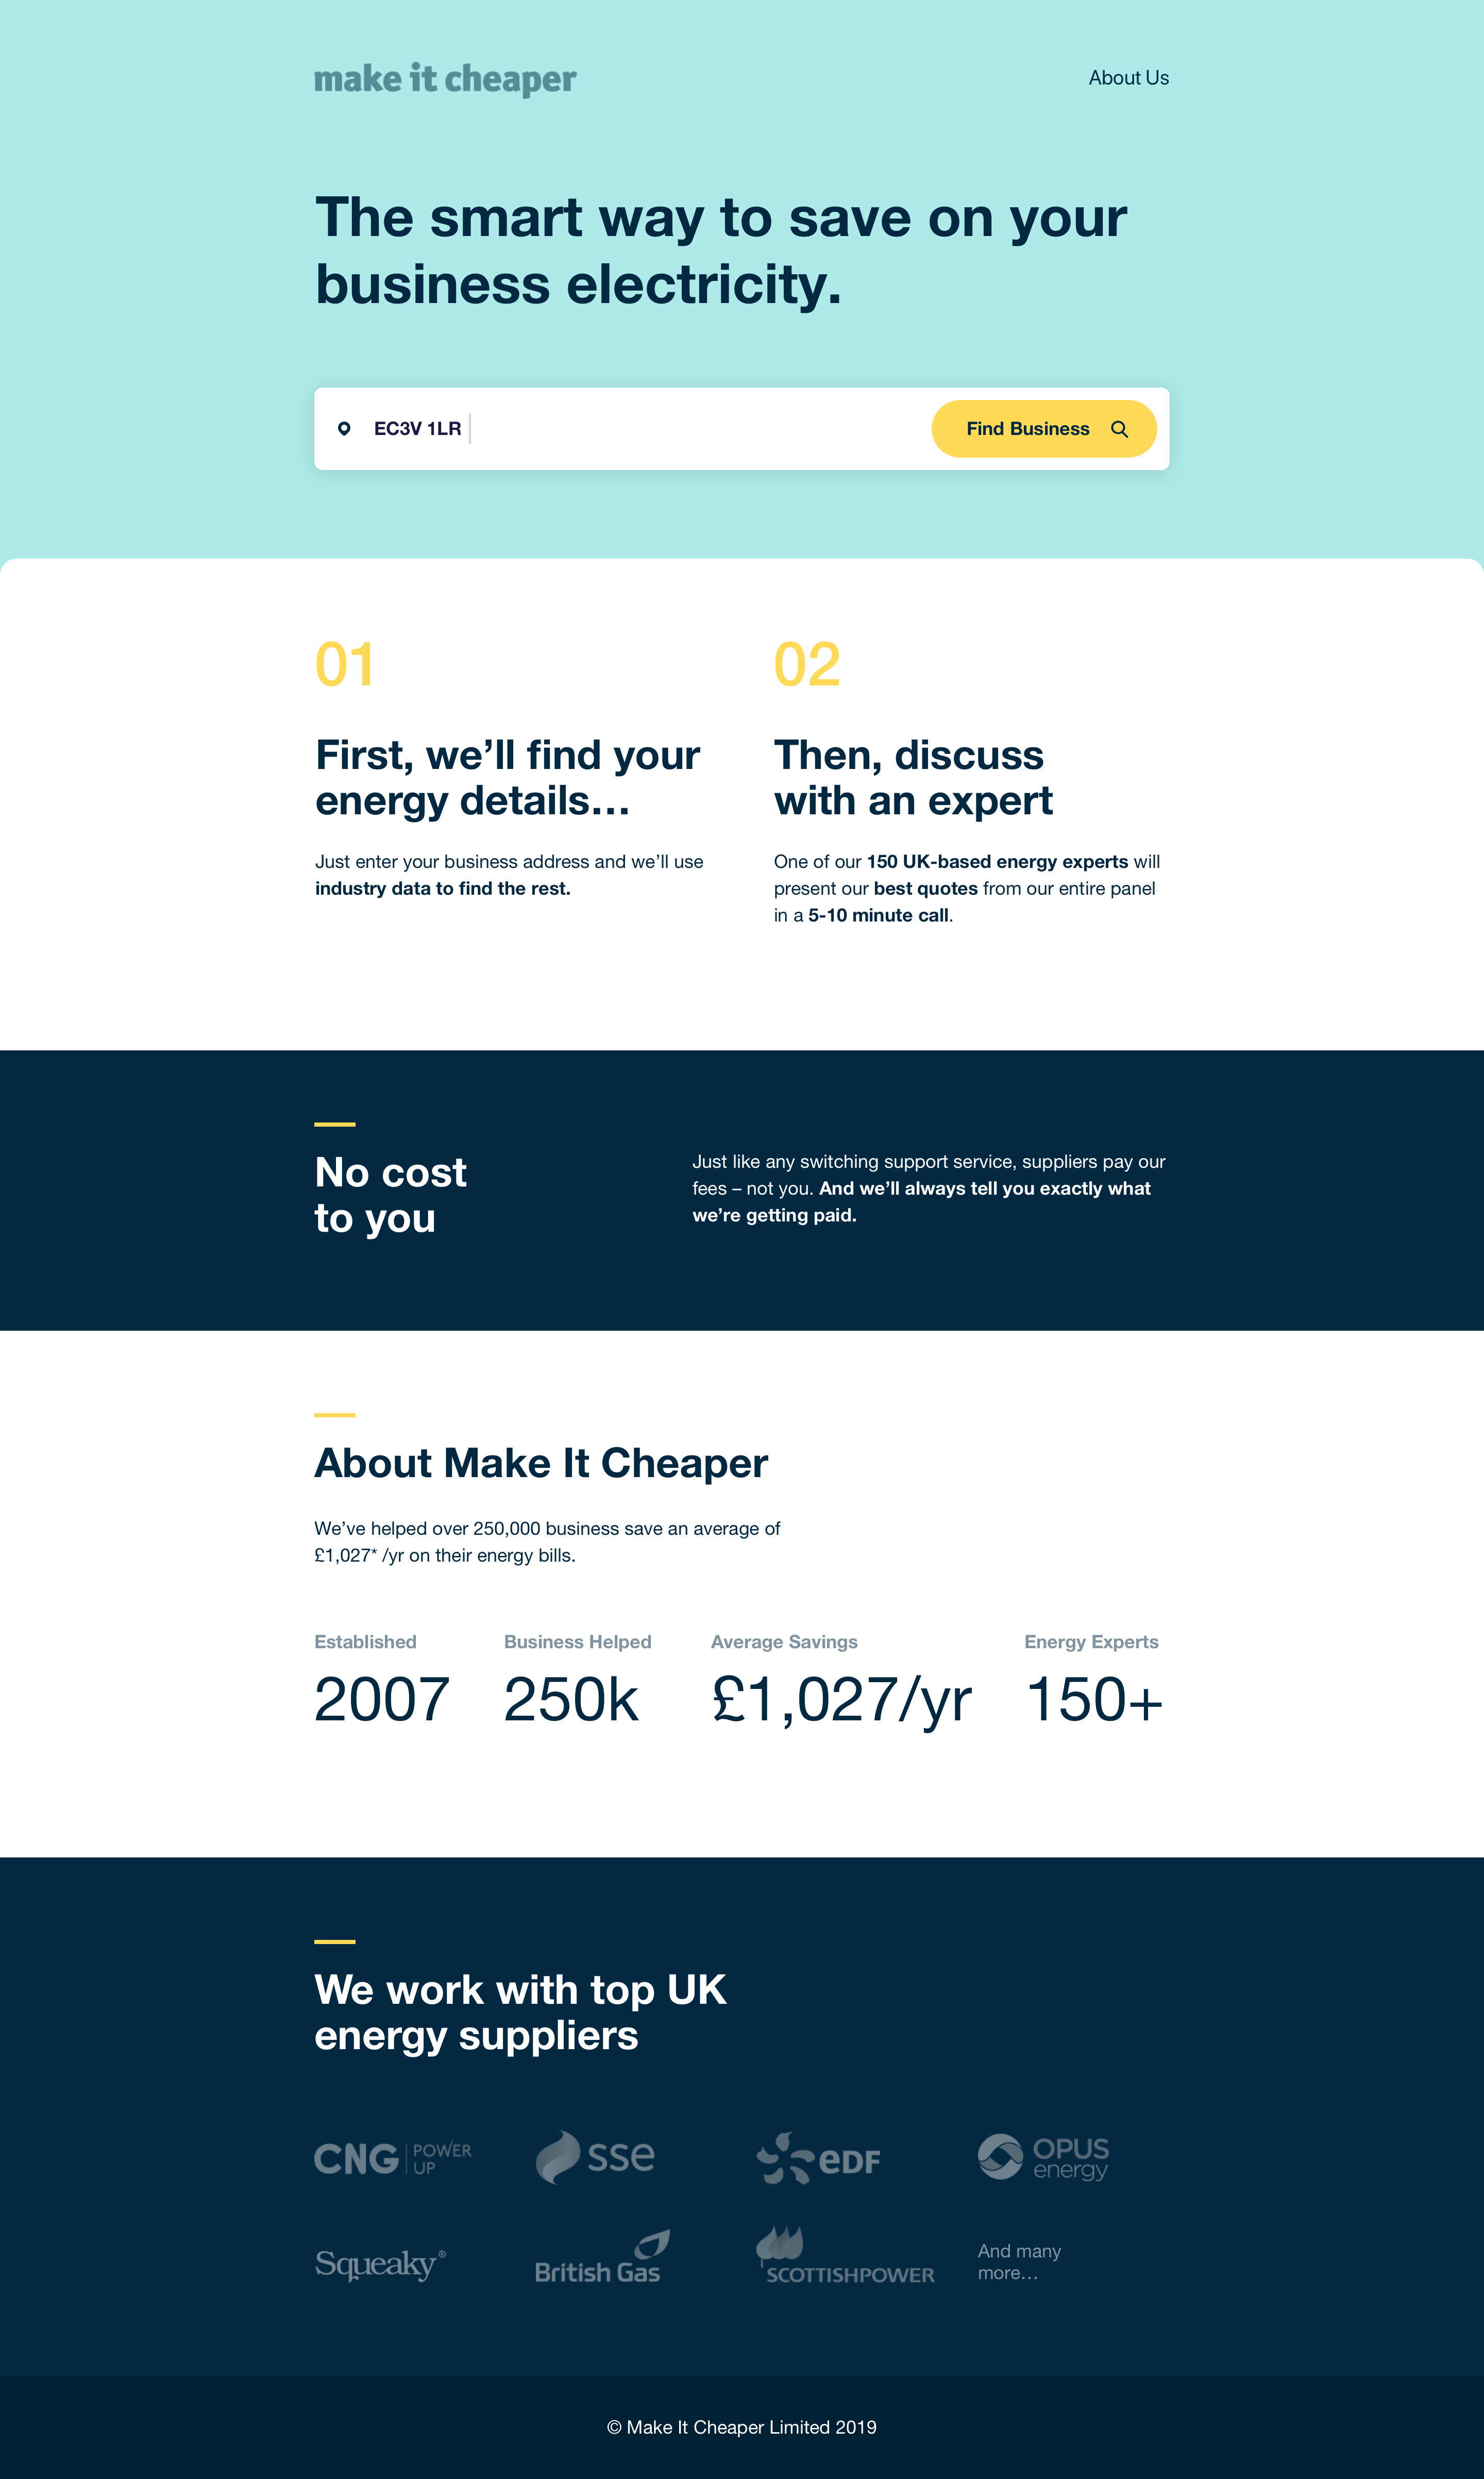 make it cheaper
About Us
The smart way to save on your
business electricity.
EC3V 1LR
Find Business
01
First, we’ll find your
energy details…
Just enter your business address and we’ll use
industry data to find the rest.
02
Then, discuss
with an expert
One of our 150 UK-based energy experts will
present our best quotes from our entire panel
in a 5-10 minute call.
No cost
to you
Just like any switching support service, suppliers pay our
fees – not you. And we’ll always tell you exactly what
we’re getting paid.
About Make It Cheaper
We’ve helped over 250,000 business save an average of
£1,027* /yr on their energy bills.
Established
2007
Business Helped
250k
Average Savings
£1,027/yr
Energy Experts
150+
We work with top UK
energy suppliers
CNG POWER
UP
sse
eDF
OPUS
energy
Squeaky®
British Gas
SCOTTISHPOWER
And many
more…
© Make It Cheaper Limited 2019